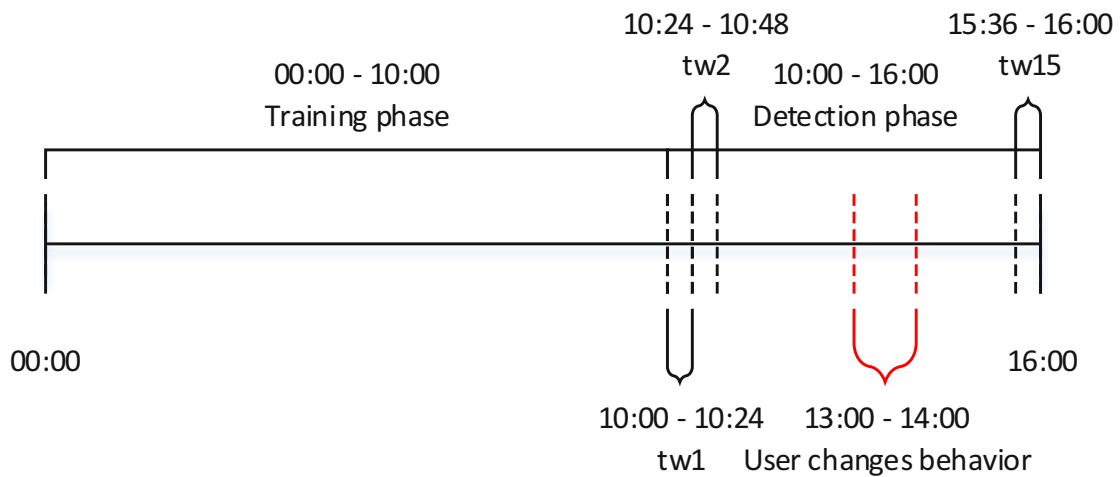 10:24 - 10:48
tw2
15:36 - 16:00
tw15
00:00 - 10:00
Training phase
10:00 - 16:00
Detection phase
00:00
16:00
10:00 - 10:24
tw1
13:00 - 14:00
User changes behavior